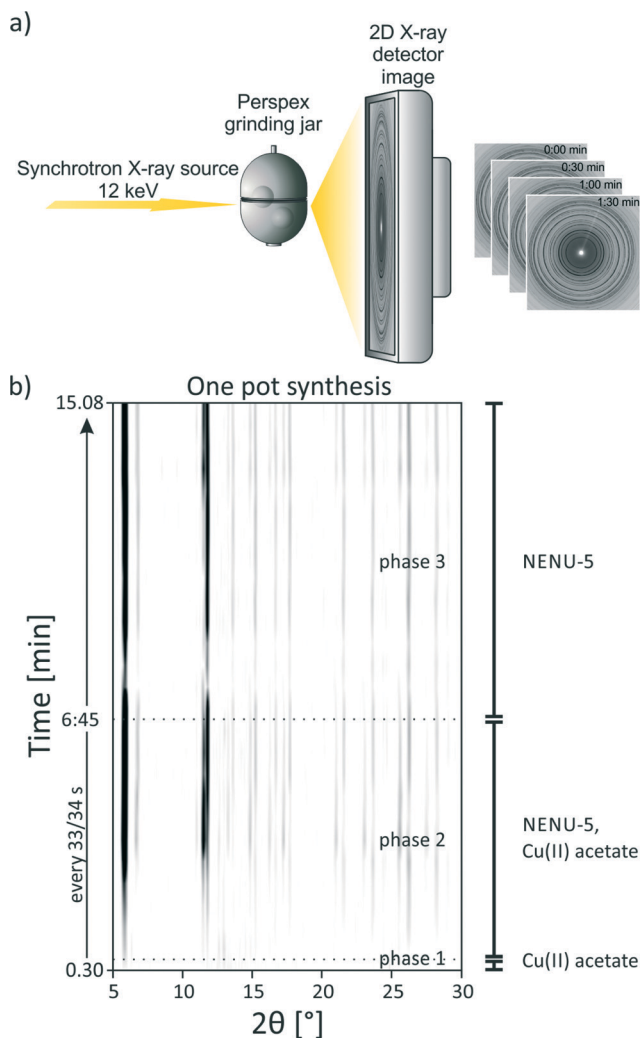 a)
2D X-ray
detector
image
Perspex
grinding jar
Synchrotron X-ray source
12 keV
0:00 min
0:30 min
1:00 min
1:30 min
b)
One pot synthesis
15.08
6:45
0.30
Time [min]
every 33/34 s
phase 3
phase 2
phase 1
NENU-5
NENU-5,
Cu(II) acetate
Cu(II) acetate
5 10 15 20 25 30
2θ [°]